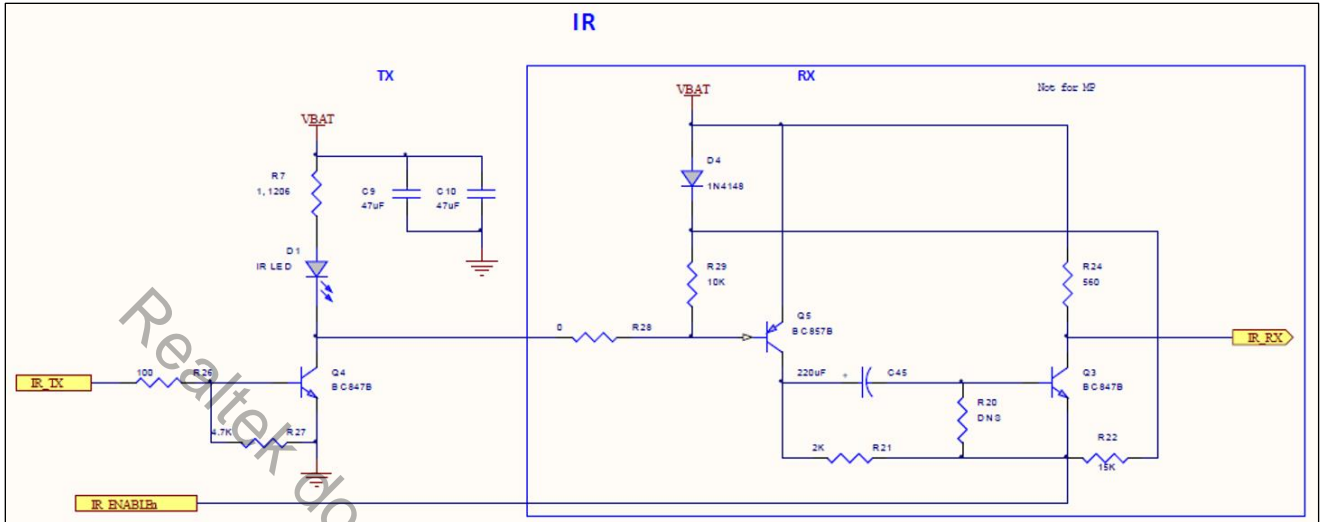 IR
TX
RX
Not for MP
VBAT
VBAT
R7
1,1206
C9
47uF
C10
47uF
D4
1N4148
D1
IR LED
R29
10K
R24
560
Q5
BC857B
0
R28
IR_RX
IR_TX
100
R26
Q4
BC847B
220uF
+
C45
Q3
BC847B
R20
DNS
4.7K
R27
2K
R21
R22
15K
IR_ENABLEn
Realtek do